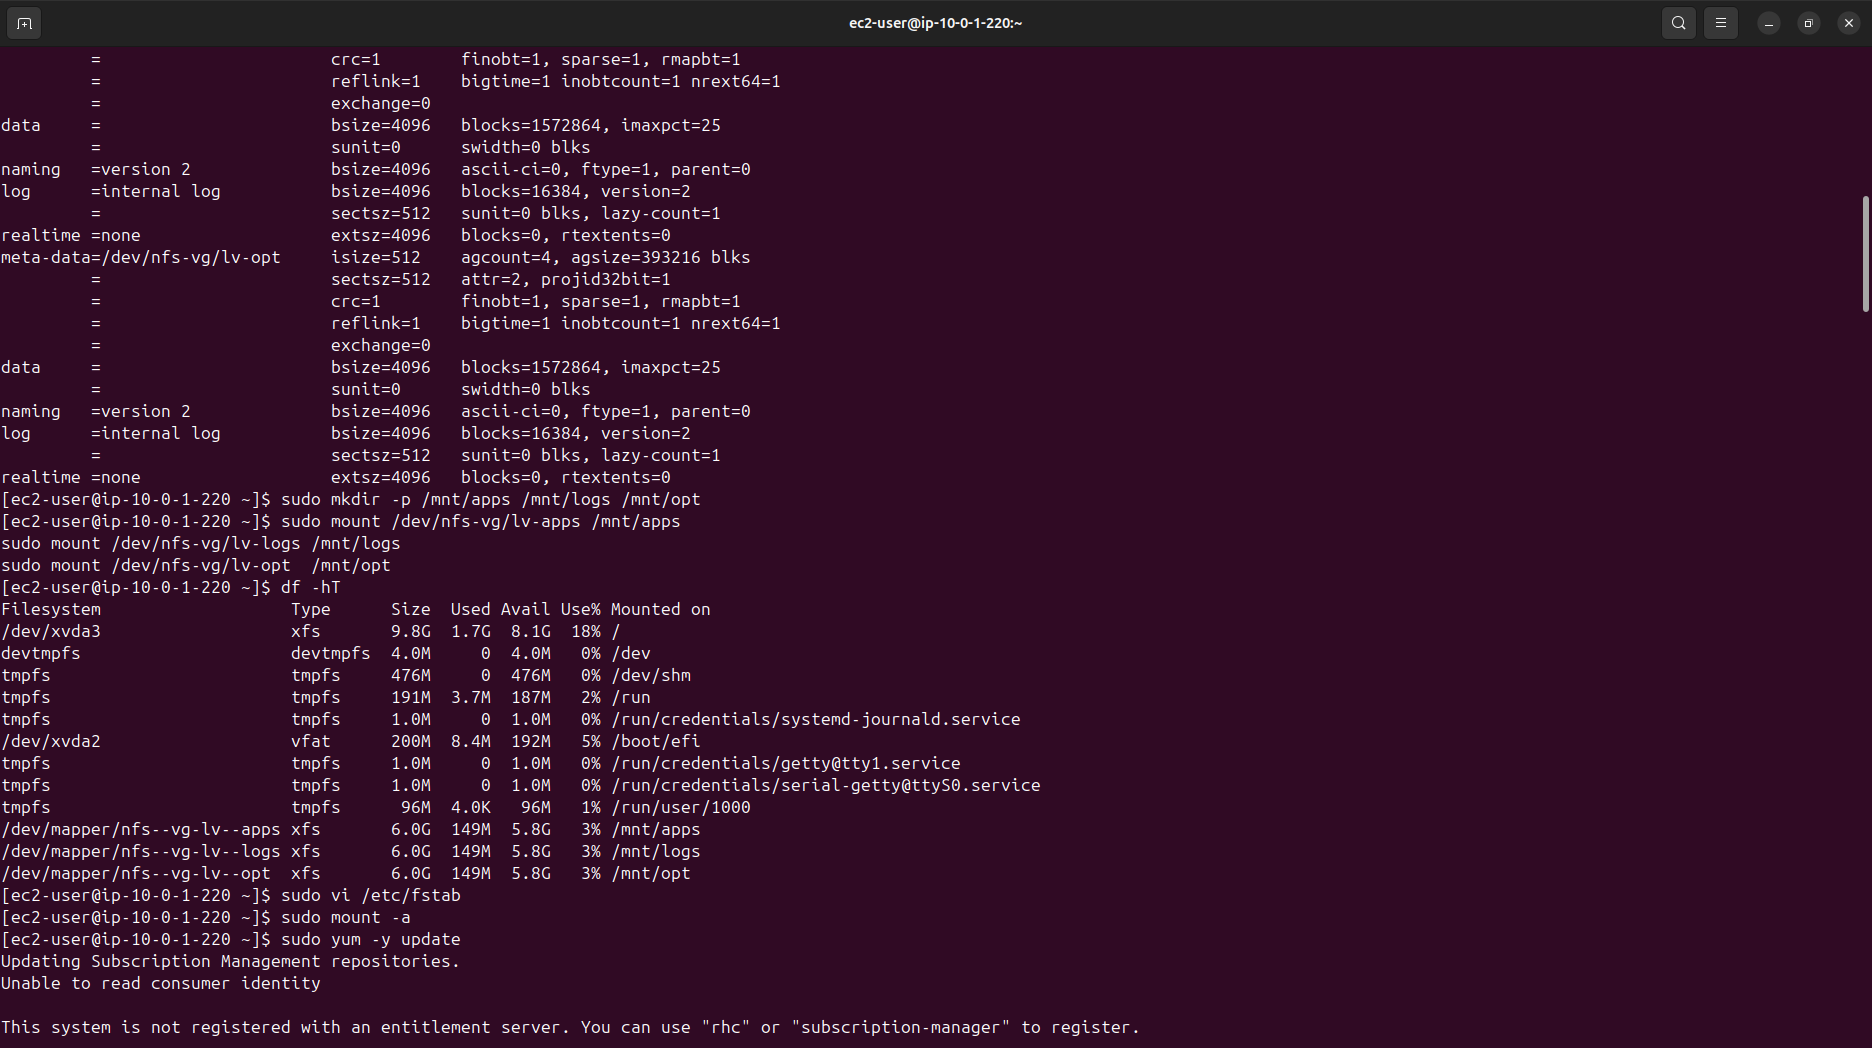 ec2-user@ip-10-0-1-220:~
         =                       crc=1        finobt=1, sparse=1, rmapbt=1
         =                       reflink=1    bigtime=1 inobtcount=1 nrext64=1
         =                       exchange=0
data     =                       bsize=4096   blocks=1572864, imaxpct=25
         =                       sunit=0      swidth=0 blks
naming   =version 2              bsize=4096   ascii-ci=0, ftype=1, parent=0
log      =internal log           bsize=4096   blocks=16384, version=2
         =                       sectsz=512   sunit=0 blks, lazy-count=1
realtime =none                   extsz=4096   blocks=0, rtextents=0
meta-data=/dev/nfs-vg/lv-opt     isize=512    agcount=4, agsize=393216 blks
         =                       sectsz=512   attr=2, projid32bit=1
         =                       crc=1        finobt=1, sparse=1, rmapbt=1
         =                       reflink=1    bigtime=1 inobtcount=1 nrext64=1
         =                       exchange=0
data     =                       bsize=4096   blocks=1572864, imaxpct=25
         =                       sunit=0      swidth=0 blks
naming   =version 2              bsize=4096   ascii-ci=0, ftype=1, parent=0
log      =internal log           bsize=4096   blocks=16384, version=2
         =                       sectsz=512   sunit=0 blks, lazy-count=1
realtime =none                   extsz=4096   blocks=0, rtextents=0
[ec2-user@ip-10-0-1-220 ~]$ sudo mkdir -p /mnt/apps /mnt/logs /mnt/opt
[ec2-user@ip-10-0-1-220 ~]$ sudo mount /dev/nfs-vg/lv-apps /mnt/apps
sudo mount /dev/nfs-vg/lv-logs /mnt/logs
sudo mount /dev/nfs-vg/lv-opt  /mnt/opt
[ec2-user@ip-10-0-1-220 ~]$ df -hT
Filesystem                   Type      Size  Used Avail Use% Mounted on
/dev/xvda3                   xfs       9.8G  1.7G  8.1G  18% /
devtmpfs                     devtmpfs  4.0M     0  4.0M   0% /dev
tmpfs                        tmpfs     476M     0  476M   0% /dev/shm
tmpfs                        tmpfs     191M  3.7M  187M   2% /run
tmpfs                        tmpfs     1.0M     0  1.0M   0% /run/credentials/systemd-journald.service
/dev/xvda2                   vfat      200M  8.4M  192M   5% /boot/efi
tmpfs                        tmpfs     1.0M     0  1.0M   0% /run/credentials/getty@tty1.service
tmpfs                        tmpfs     1.0M     0  1.0M   0% /run/credentials/serial-getty@ttyS0.service
tmpfs                        tmpfs      96M  4.0K   96M   1% /run/user/1000
/dev/mapper/nfs--vg-lv--apps xfs       6.0G  149M  5.8G   3% /mnt/apps
/dev/mapper/nfs--vg-lv--logs xfs       6.0G  149M  5.8G   3% /mnt/logs
/dev/mapper/nfs--vg-lv--opt  xfs       6.0G  149M  5.8G   3% /mnt/opt
[ec2-user@ip-10-0-1-220 ~]$ sudo vi /etc/fstab
[ec2-user@ip-10-0-1-220 ~]$ sudo mount -a
[ec2-user@ip-10-0-1-220 ~]$ sudo yum -y update
Updating Subscription Management repositories.
Unable to read consumer identity
This system is not registered with an entitlement server. You can use "rhc" or "subscription-manager" to register.